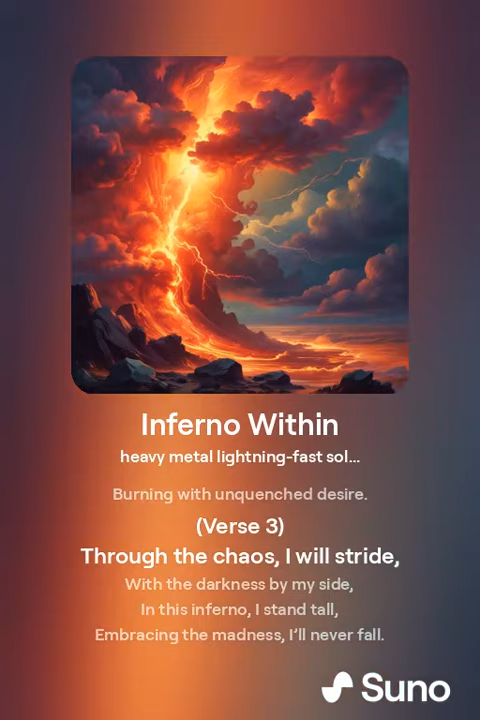 Inferno Within
heavy metal lightning-fast sol...
Burning with unquenched desire.
(Verse 3)
Through the chaos, I will stride,
With the darkness by my side,
In this inferno, I stand tall,
Embracing the madness, I'll never fall.
Suno